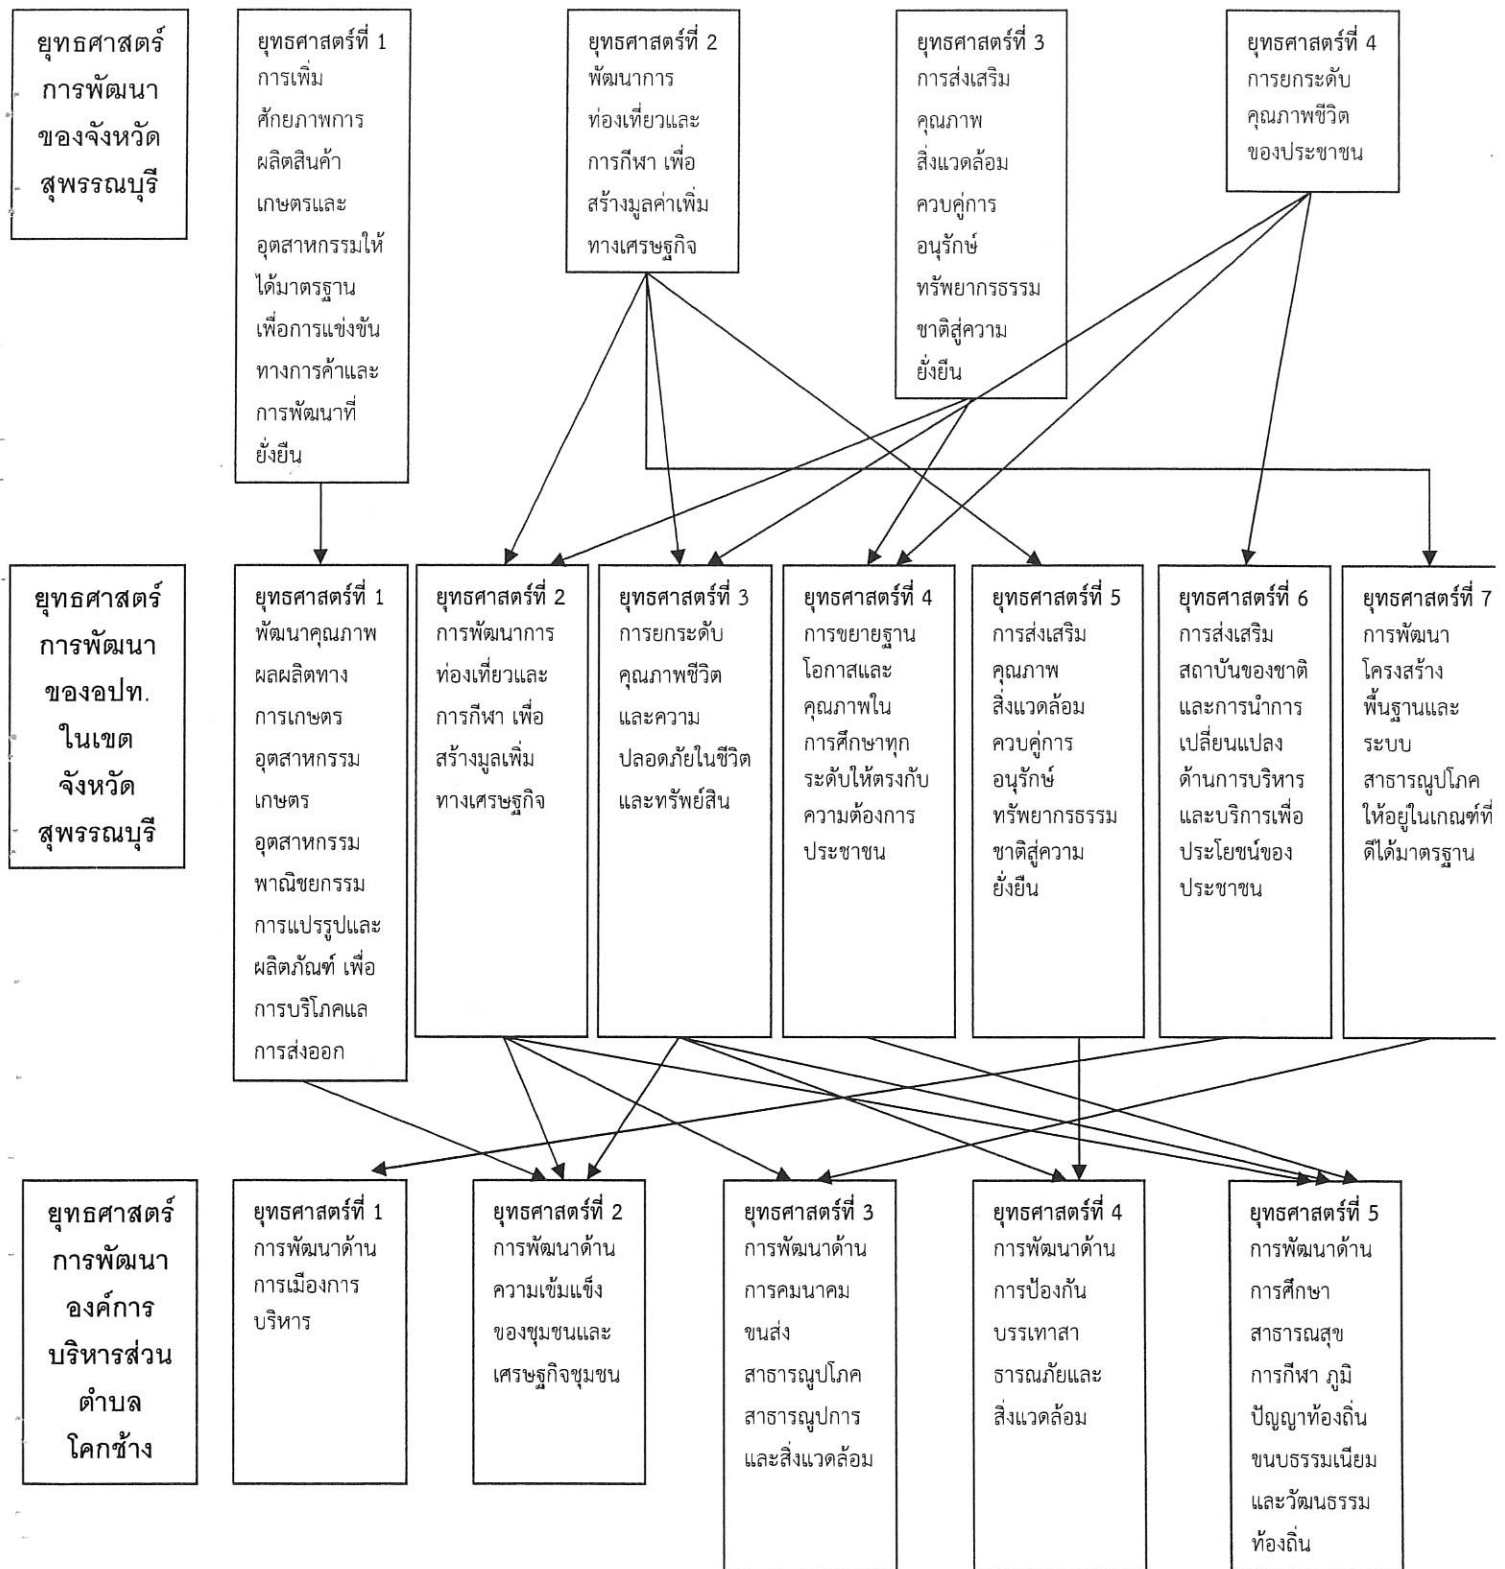 ยุทธศาสตร์
การพัฒนา
ของจังหวัด
สุพรรณบุรี
ยุทธศาสตร์ที่ 1
การเพิ่ม
ศักยภาพการ
ผลิตสินค้า
เกษตรและ
อุตสาหกรรมให้
ได้มาตรฐาน
เพื่อการแข่งขัน
ทางการค้าและ
การพัฒนาที่
ยั่งยืน
ยุทธศาสตร์ที่ 2
พัฒนาการ
ท่องเที่ยวและ
การกีฬา เพื่อ
สร้างมูลค่าเพิ่ม
ทางเศรษฐกิจ
ยุทธศาสตร์ที่ 3
การส่งเสริม
คุณภาพ
สิ่งแวดล้อม
ควบคู่การ
อนุรักษ์
ทรัพยากรธรรม
ชาติสู่ความ
ยั่งยืน
ยุทธศาสตร์ที่ 4
การยกระดับ
คุณภาพชีวิต
ของประชาชน
ยุทธศาสตร์
การพัฒนา
ของอปท.
ในเขต
จังหวัด
สุพรรณบุรี
ยุทธศาสตร์ที่ 1
พัฒนาคุณภาพ
ผลผลิตทาง
การเกษตร
อุตสาหกรรม
เกษตร
อุตสาหกรรม
พาณิชยกรรม
การแปรรูปและ
ผลิตภัณฑ์ เพื่อ
การบริโภคแล
การส่งออก
ยุทธศาสตร์ที่ 2
การพัฒนาการ
ท่องเที่ยวและ
การกีฬา เพื่อ
สร้างมูลเพิ่ม
ทางเศรษฐกิจ
ยุทธศาสตร์ที่ 3
การยกระดับ
คุณภาพชีวิต
และความ
ปลอดภัยในชีวิต
และทรัพย์สิน
ยุทธศาสตร์ที่ 4
การขยายฐาน
โอกาสและ
คุณภาพใน
การศึกษาทุก
ระดับให้ตรงกับ
ความต้องการ
ประชาชน
ยุทธศาสตร์ที่ 5
การส่งเสริม
คุณภาพ
สิ่งแวดล้อม
ควบคู่การ
อนุรักษ์
ทรัพยากรธรรม
ชาติสู่ความ
ยั่งยืน
ยุทธศาสตร์ที่ 6
การส่งเสริม
สถาบันของชาติ
และการนำการ
เปลี่ยนแปลง
ด้านการบริหาร
และบริการเพื่อ
ประโยชน์ของ
ประชาชน
ยุทธศาสตร์ที่ 7
การพัฒนา
โครงสร้าง
พื้นฐานและ
ระบบ
สาธารณูปโภค
ให้อยู่ในเกณฑ์ที่
ดีได้มาตรฐาน
ยุทธศาสตร์
การพัฒนา
องค์การ
บริหารส่วน
ตำบล
โคกช้าง
ยุทธศาสตร์ที่ 1
การพัฒนาด้าน
การเมืองการ
บริหาร
ยุทธศาสตร์ที่ 2
การพัฒนาด้าน
ความเข้มแข็ง
ของชุมชนและ
เศรษฐกิจชุมชน
ยุทธศาสตร์ที่ 3
การพัฒนาด้าน
การคมนาคม
ขนส่ง
สาธารณูปโภค
สาธารณูปการ
และสิ่งแวดล้อม
ยุทธศาสตร์ที่ 4
การพัฒนาด้าน
การป้องกัน
บรรเทาสา
ธารณภัยและ
สิ่งแวดล้อม
ยุทธศาสตร์ที่ 5
การพัฒนาด้าน
การศึกษา
สาธารณสุข
การกีฬา ภูมิ
ปัญญาท้องถิ่น
ขนบธรรมเนียม
และวัฒนธรรม
ท้องถิ่น